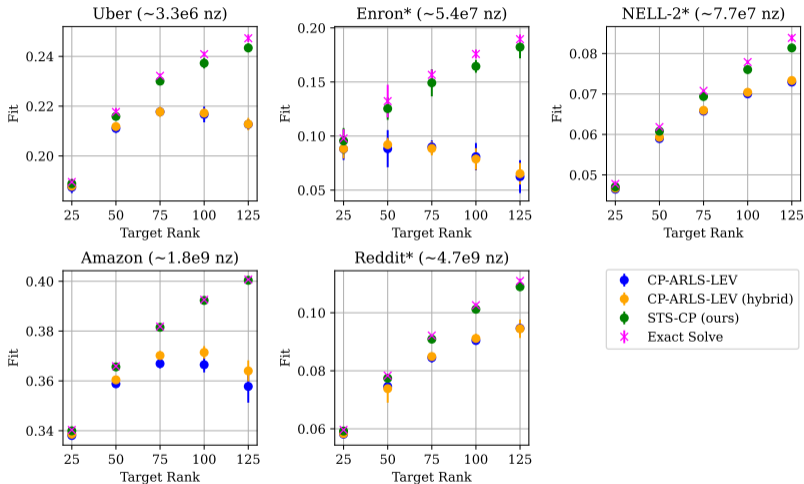 Uber (~3.3e6 nz)
Fit
0.24
0.22
0.20
25 50 75 100 125
Target Rank
Enron* (~5.4e7 nz)
Fit
0.20
0.15
0.10
0.05
25 50 75 100 125
Target Rank
NELL-2* (~7.7e7 nz)
Fit
0.08
0.07
0.06
0.05
25 50 75 100 125
Target Rank
Amazon (~1.8e9 nz)
Fit
0.40
0.38
0.36
0.34
25 50 75 100 125
Target Rank
Reddit* (~4.7e9 nz)
Fit
0.10
0.08
0.06
25 50 75 100 125
Target Rank
CP-ARLS-LEV
CP-ARLS-LEV (hybrid)
STS-CP (ours)
Exact Solve